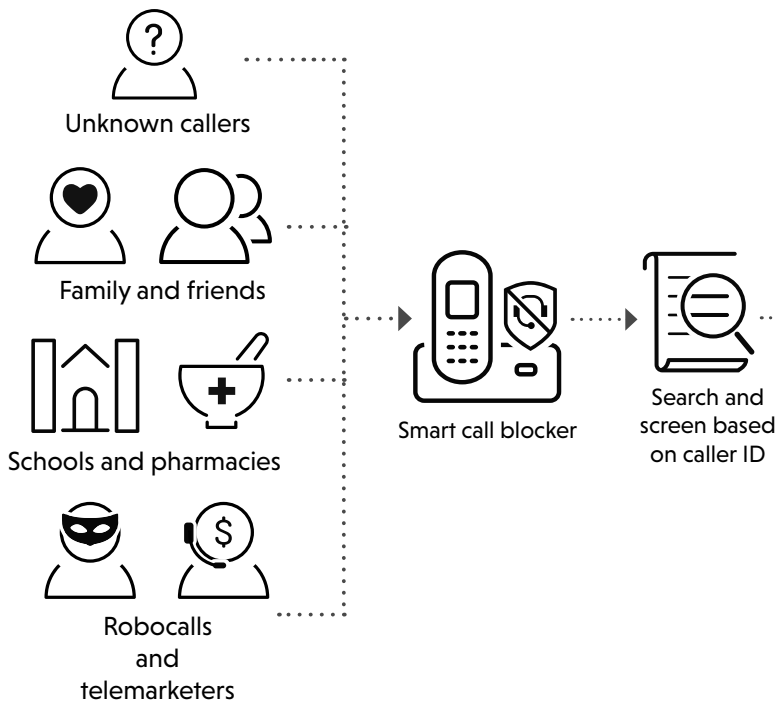 ?
Unknown callers
Family and friends
Schools and pharmacies
$
Robocalls
and
telemarketers
Smart call blocker
Search and
screen based
on caller ID